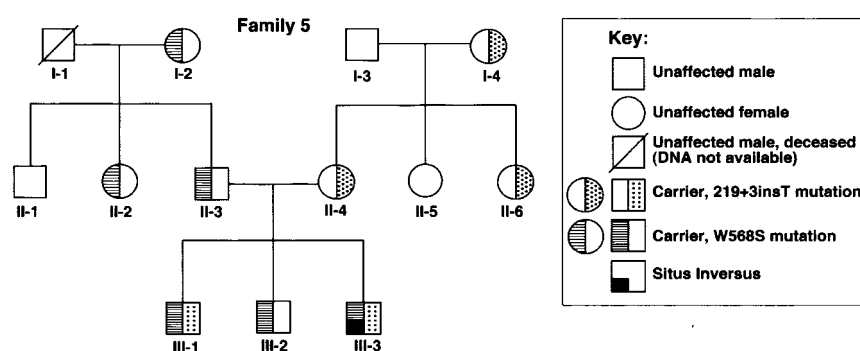 Family 5
I-1
I-2
I-3
I-4
II-1
II-2
II-3
II-4
II-5
II-6
III-1
III-2
III-3
Key:
Unaffected male
Unaffected female
Unaffected male, deceased
(DNA not available)
Carrier, 219+3insT mutation
Carrier, W568S mutation
Situs Inversus